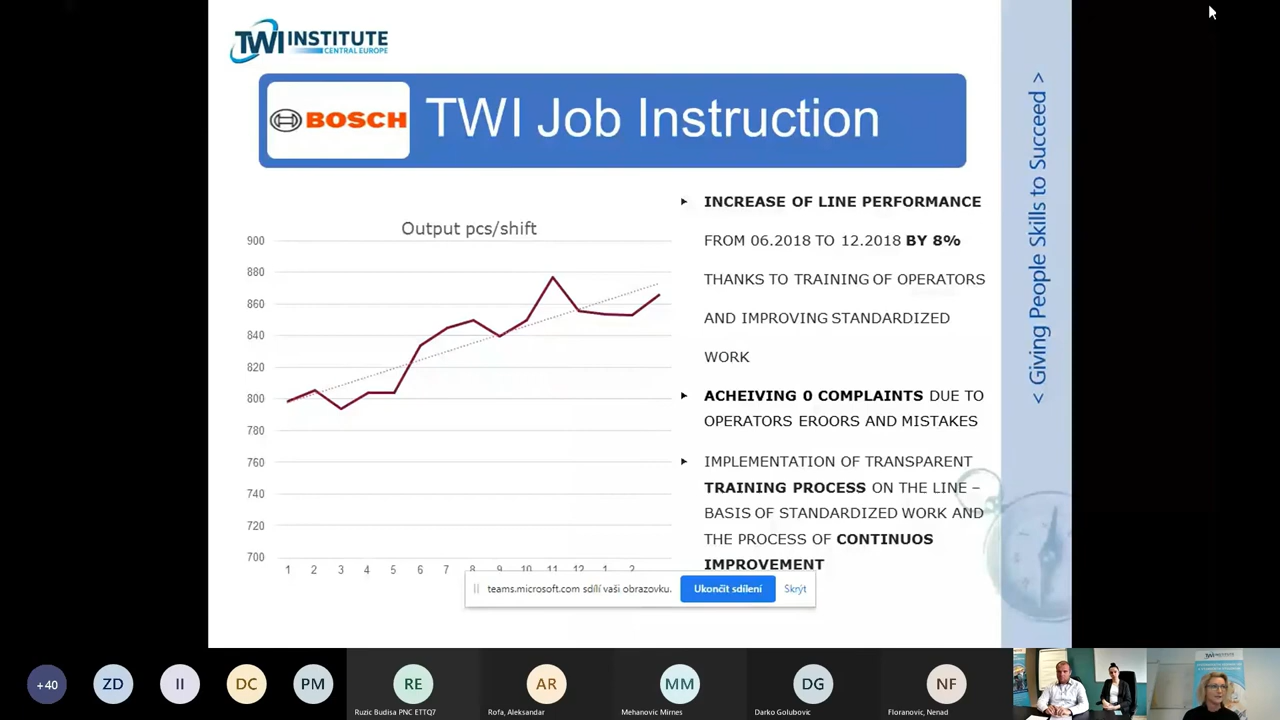 TWI INSTITUTE
CENTRAL EUROPE
BOSCH
TWI Job Instruction
Output pcs/shift
900
880
860
840
820
800
780
760
740
720
700
1 2 3 4 5 6 7 8 9 10 11 12 1 2
INCREASE OF LINE PERFORMANCE
FROM 06.2018 TO 12.2018 BY 8%
THANKS TO TRAINING OF OPERATORS
AND IMPROVING STANDARDIZED
WORK
ACHEIVING 0 COMPLAINTS DUE TO
OPERATORS EROORS AND MISTAKES
IMPLEMENTATION OF TRANSPARENT
TRAINING PROCESS ON THE LINE –
BASIS OF STANDARDIZED WORK AND
THE PROCESS OF CONTINUOS
IMPROVEMENT
< Giving People Skills to Succeed >
teams.microsoft.com sdílí vaši obrazovku. Ukončit sdílení Skrýt
+40 ZD II DC PM RE AR MM DG NF
Ruzic Budisa PNC ETTQ7 Rofa, Aleksandar Mehanovic Mirnes Darko Golubovic Floranovic, Nenad
TWI INSTITUTE